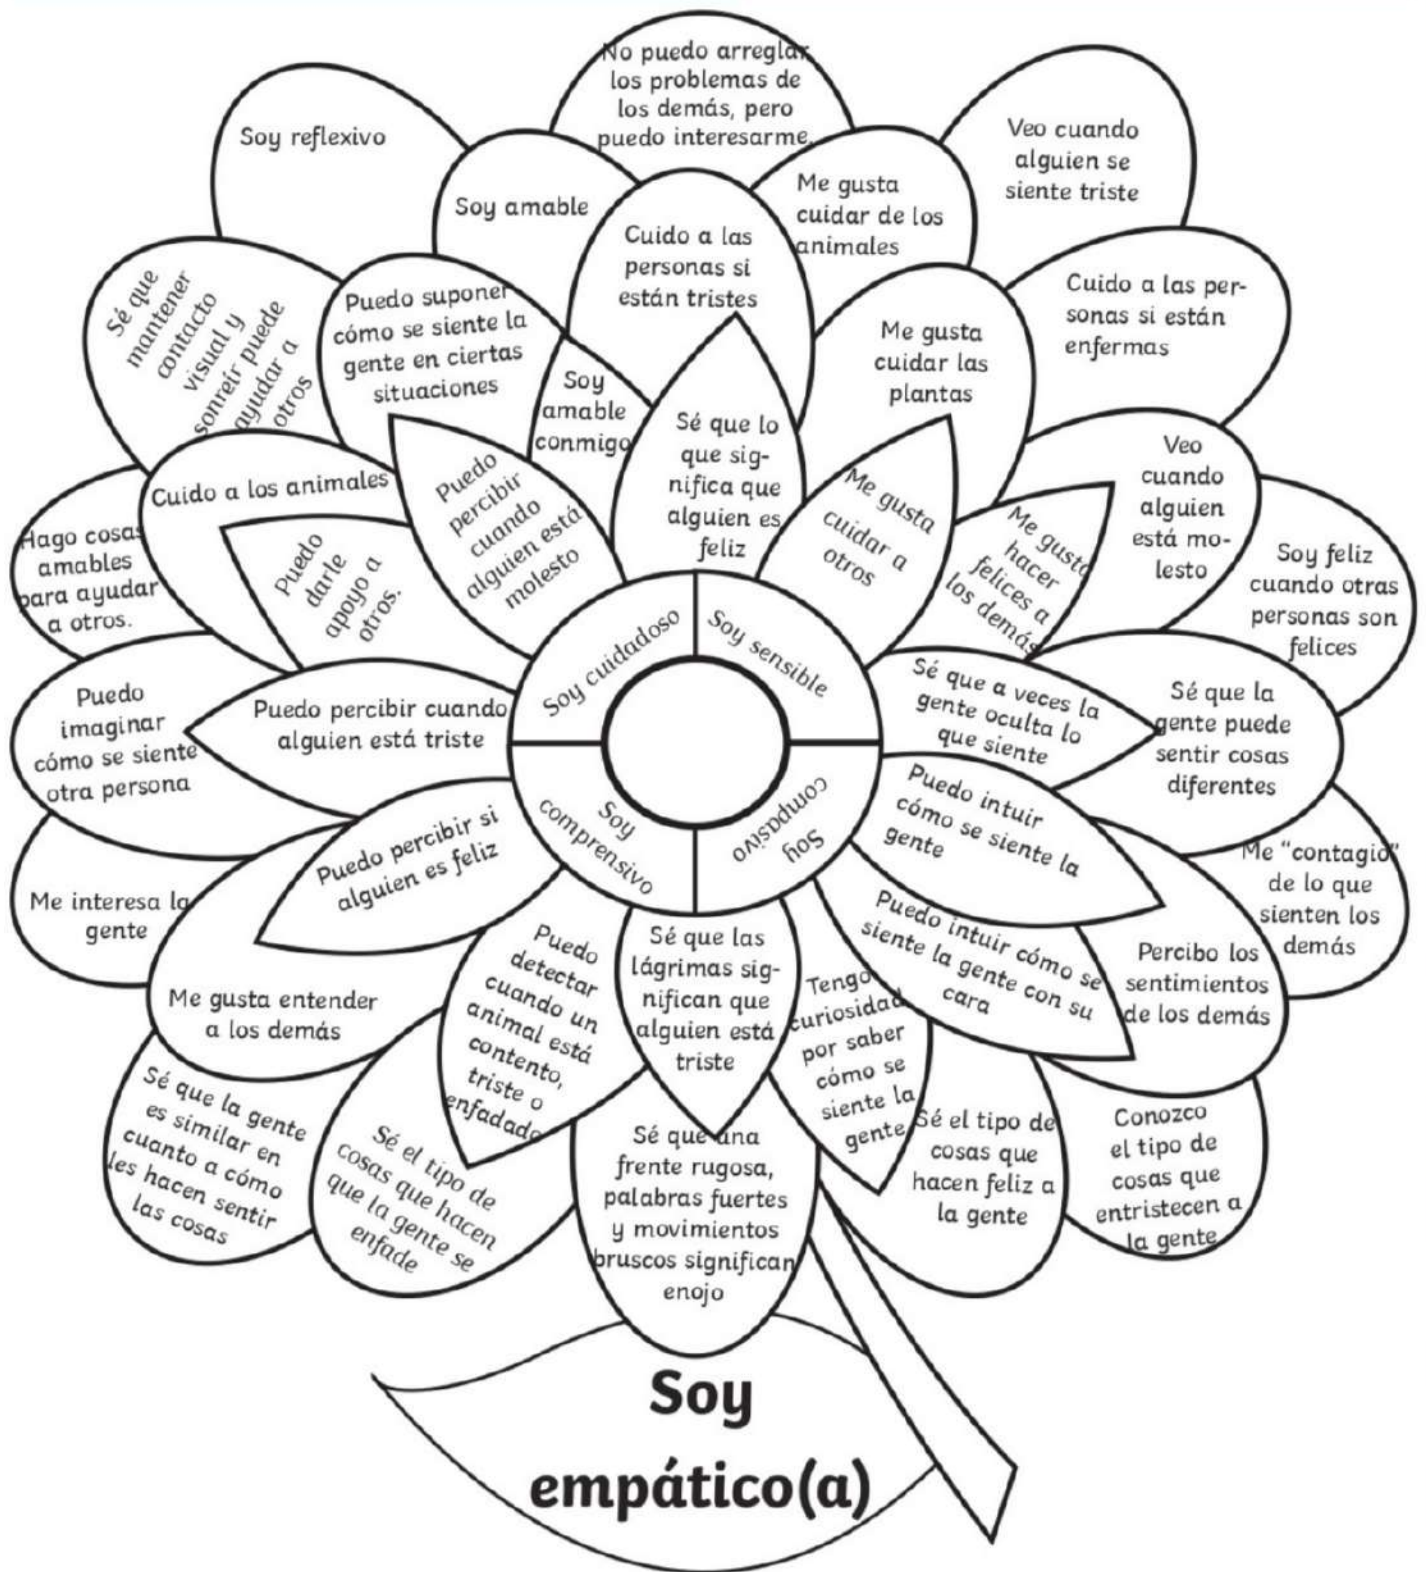 No puedo arreglar
los problemas de
los demás, pero
puedo interesarme.
Soy reflexivo
Veo cuando
alguien se
siente triste
Soy amable
Me gusta
cuidar de los
animales
Cuido a las
personas si
están tristes
Sé que
mantener
contacto
visual y
sonreír puede
ayudar a
otros
Puedo suponer
cómo se siente la
gente en ciertas
situaciones
Soy
amable
conmigo
Me gusta
cuidar las
plantas
Cuido a las per-
sonas si están
enfermas
Sé que lo
que sig-
nifica que
alguien es
feliz
Puedo
percibir
cuando
alguien está
molesto
Me gusta
cuidar a
otros
Me gusta
hacer
felices a
los demás
Veo
cuando
alguien
está mo-
lesto
Cuido a los animales
Hago cosas
amables
para ayudar
a otros.
Puedo
darle
apoyo a
otros.
Soy feliz
cuando otras
personas son
felices
Soy cuidadoso
Soy sensible
Soy
comprensivo
Soy
compasivo
Puedo
imaginar
cómo se siente
otra persona
Puedo percibir cuando
alguien está triste
Sé que a veces la
gente oculta lo
que siente
Sé que la
gente puede
sentir cosas
diferentes
Puedo percibir si
alguien es feliz
Puedo intuir
cómo se siente la
gente
Me "contagio"
de lo que
sienten los
demás
Me interesa la
gente
Me gusta entender
a los demás
Puedo
detectar
cuando un
animal está
contento,
triste o
enfadado
Sé que las
lágrimas sig-
nifican que
alguien está
triste
Tengo
curiosidad
por saber
cómo se
siente la
gente
Puedo intuir cómo se
siente la gente con su
cara
Percibo los
sentimientos
de los demás
Sé que la gente
es similar en
cuanto a cómo
les hacen sentir
las cosas
Sé el tipo de
cosas que hacen
que la gente se
enfade
Sé que una
frente rugosa,
palabras fuertes
y movimientos
bruscos significan
enojo
Sé el tipo de
cosas que
hacen feliz a
la gente
Conozco
el tipo de
cosas que
entristecen a
la gente
Soy
empático(a)